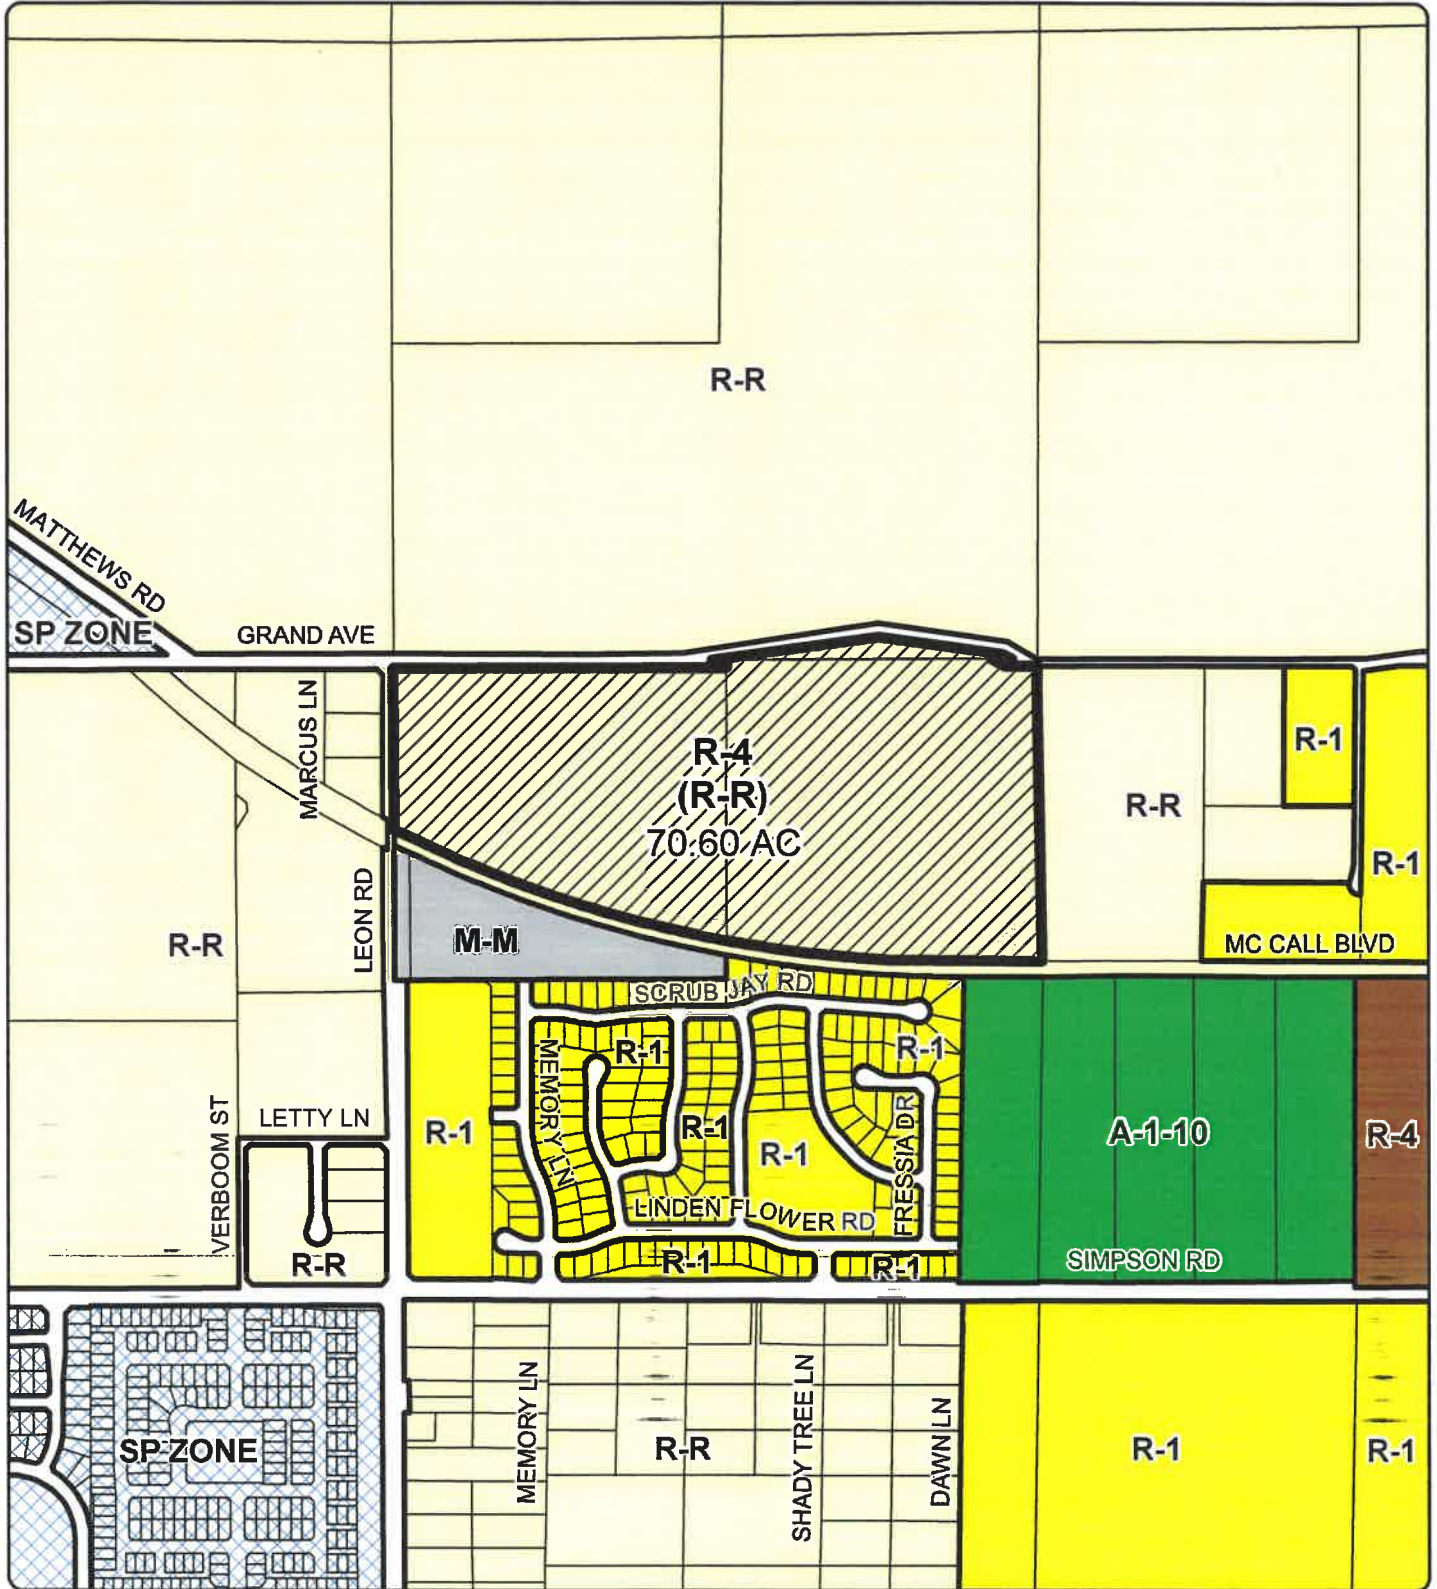 R-R
MATTHEWS RD
SP ZONE
GRAND AVE
MARCUS LN
R-4
(R-R)
70.60 AC
R-R
R-1
R-1
LEON RD
R-R
M-M
MC CALL BLVD
SCRUB JAY RD
R-1
MEMORY LN
R-1
R-1
R-1
R-1
FRESSIA DR
A-1-10
R-4
VERBOOM ST
LETTY LN
LINDEN FLOWER RD
R-R
R-1
R-1
SIMPSON RD
SP ZONE
MEMORY LN
R-R
SHADY TREE LN
DAWN LN
R-1
R-1